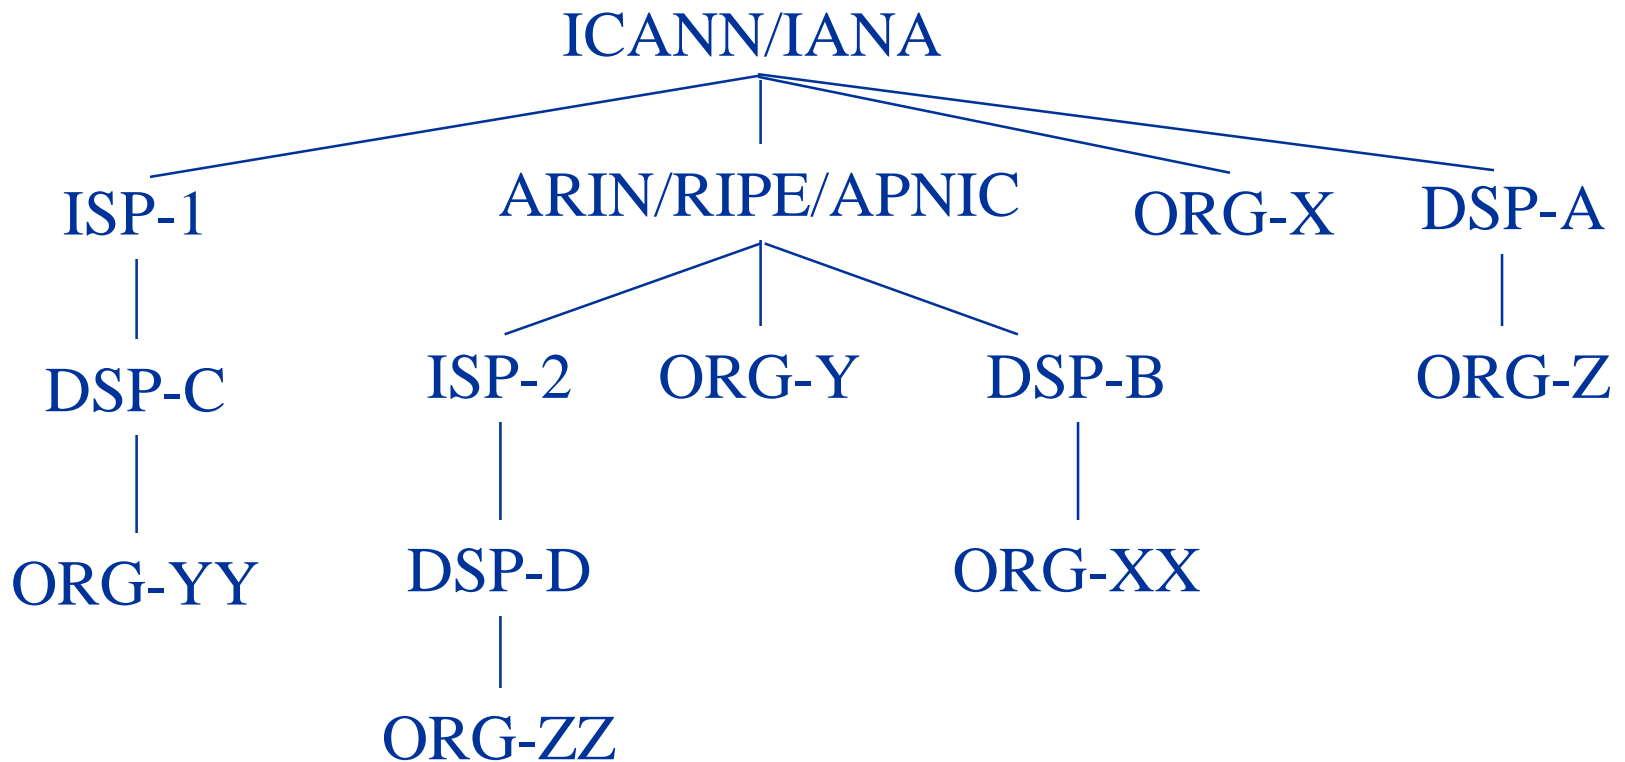 ICANN/IANA
ISP-1
ARIN/RIPE/APNIC
ORG-X
DSP-A
DSP-C
ISP-2
ORG-Y
DSP-B
ORG-Z
ORG-YY
DSP-D
ORG-XX
ORG-ZZ